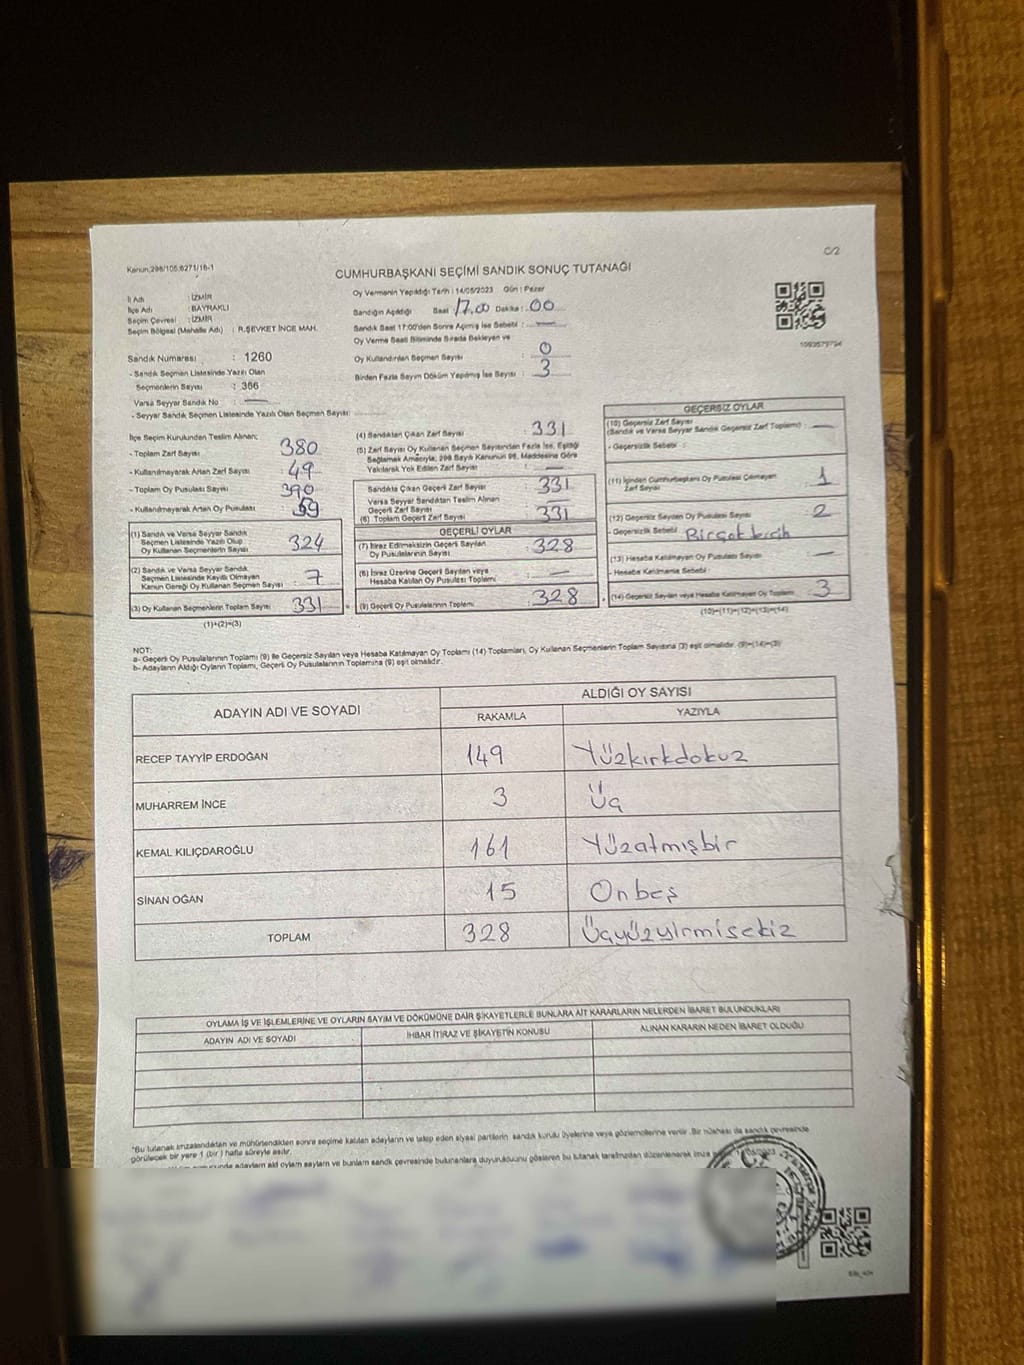 C/2
Kanun:298/105;6271/16-1
CUMHURBAŞKANI SEÇİMİ SANDIK SONUÇ TUTANAĞI
İl Adı : İZMİR
İlçe Adı : BAYRAKLI
Seçim Çevresi : İZMİR
Seçim Bölgesi (Mahalle Adı) : R.ŞEVKET İNCE MAH.
Oy Vermenin Yapıldığı Tarih : 14/05/2023 Gün : Pazar
Sandığın Açıldığı Saat : 17.00 Dakika : 00
Sandık Saat 17:00'den Sonra Açılmış İse Sebebi :
Oy Verme Saati Bitiminde Sırada Bekleyen ve
Oy Kullandırılan Seçmen Sayısı : 0
Birden Fazla Sayım Döküm Yapılmış İse Sayısı : 3
Sandık Numarası : 1260
- Sandık Seçmen Listesinde Yazılı Olan
Seçmenlerin Sayısı : 366
Varsa Seyyar Sandık No :
- Seyyar Sandık Seçmen Listesinde Yazılı Olan Seçmen Sayısı:
İlçe Seçim Kurulundan Teslim Alınan;
- Toplam Zarf Sayısı : 380
- Kullanılmayarak Artan Zarf Sayısı : 49
- Toplam Oy Pusulası Sayısı : 390
- Kullanılmayarak Artan Oy Pusulası : 59
(1) Sandık ve Varsa Seyyar Sandık
Seçmen Listesinde Yazılı Olup
Oy Kullanan Seçmenlerin Sayısı : 324
(2) Sandık ve Varsa Seyyar Sandık
Seçmen Listesinde Kayıtlı Olmayan
Kanun Gereği Oy Kullanan Seçmen Sayısı : 7
(3) Oy Kullanan Seçmenlerin Toplam Sayısı : 331
(1)+(2)=(3)
(4) Sandıktan Çıkan Zarf Sayısı : 331
(5) Zarf Sayısı Oy Kullanan Seçmen Sayısından Fazla İse, Eşitliği
Sağlamak Amacıyla; 298 Sayılı Kanunun 98. Maddesine Göre
Yakılarak Yok Edilen Zarf Sayısı : —
Sandıkta Çıkan Geçerli Zarf Sayısı : 331
Varsa Seyyar Sandıktan Teslim Alınan
Geçerli Zarf Sayısı : —
(6) Toplam Geçerli Zarf Sayısı : 331
GEÇERLİ OYLAR
(7) İtiraz Edilmeksizin Geçerli Sayılan
Oy Pusulalarının Sayısı : 328
(8) İtiraz Üzerine Geçerli Sayılan veya
Hesaba Katılan Oy Pusulası Toplamı : —
(9) Geçerli Oy Pusulalarının Toplamı : 328
1093579794
GEÇERSİZ OYLAR
(10) Geçersiz Zarf Sayısı
(Sandık ve Varsa Seyyar Sandık Geçersiz Zarf Toplamı) : —
- Geçersizlik Sebebi :
(11) İçinden Cumhurbaşkanı Oy Pusulası Çıkmayan
Zarf Sayısı : 1
(12) Geçersiz Sayılan Oy Pusulası Sayısı : 2
- Geçersizlik Sebebi :
(13) Hesaba Katılmayan Oy Pusulası Sayısı : —
- Hesaba Katılmama Sebebi :
(14) Geçersiz Sayılan veya Hesaba Katılmayan Oy Toplamı : 3
(10)+(11)+(12)+(13)=(14)
NOT:
a- Geçerli Oy Pusulalarının Toplamı (9) ile Geçersiz Sayılan veya Hesaba Katılmayan Oy Toplamı (14) Toplamları, Oy Kullanan Seçmenlerin Toplam Sayısına (3) eşit olmalıdır. (9)+(14)=(3)
b- Adayların Aldığı Oyların Toplamı, Geçerli Oy Pusulalarının Toplamına (9) eşit olmalıdır.
ADAYIN ADI VE SOYADI
ALDIĞI OY SAYISI
RAKAMLA YAZIYLA
RECEP TAYYİP ERDOĞAN 149 Yüzkırkdokuz
MUHARREM İNCE 3 Üç
KEMAL KILIÇDAROĞLU 161 Yüzatmışbir
SİNAN OĞAN 15 Onbeş
TOPLAM 328 Üçyüzyirmisekiz
OYLAMA İŞ VE İŞLEMLERİNE VE OYLARIN SAYIM VE DÖKÜMÜNE DAİR ŞİKAYETLERLE BUNLARA AİT KARARLARIN NELERDEN İBARET BULUNDUKLARI
ADAYIN ADI VE SOYADI İHBAR İTİRAZ VE ŞİKAYETİN KONUSU ALINAN KARARIN NEDEN İBARET OLDUĞU
*Bu tutanak imzalandıktan ve mühürlendikten sonra seçime katılan adayların ve talep eden siyasi partilerin sandık kurulu üyelerine veya gözlemcilerine verilir. Bir nüshası da sandık çevresinde
görülecek bir yere 1 (bir) hafta süreyle asılır.
adayların ald oyların sayıları ve bunların sandık çevresinde bulunanlara duyurulduğunu gösteren bu tutanak tarafımızdan düzenlenerek imza